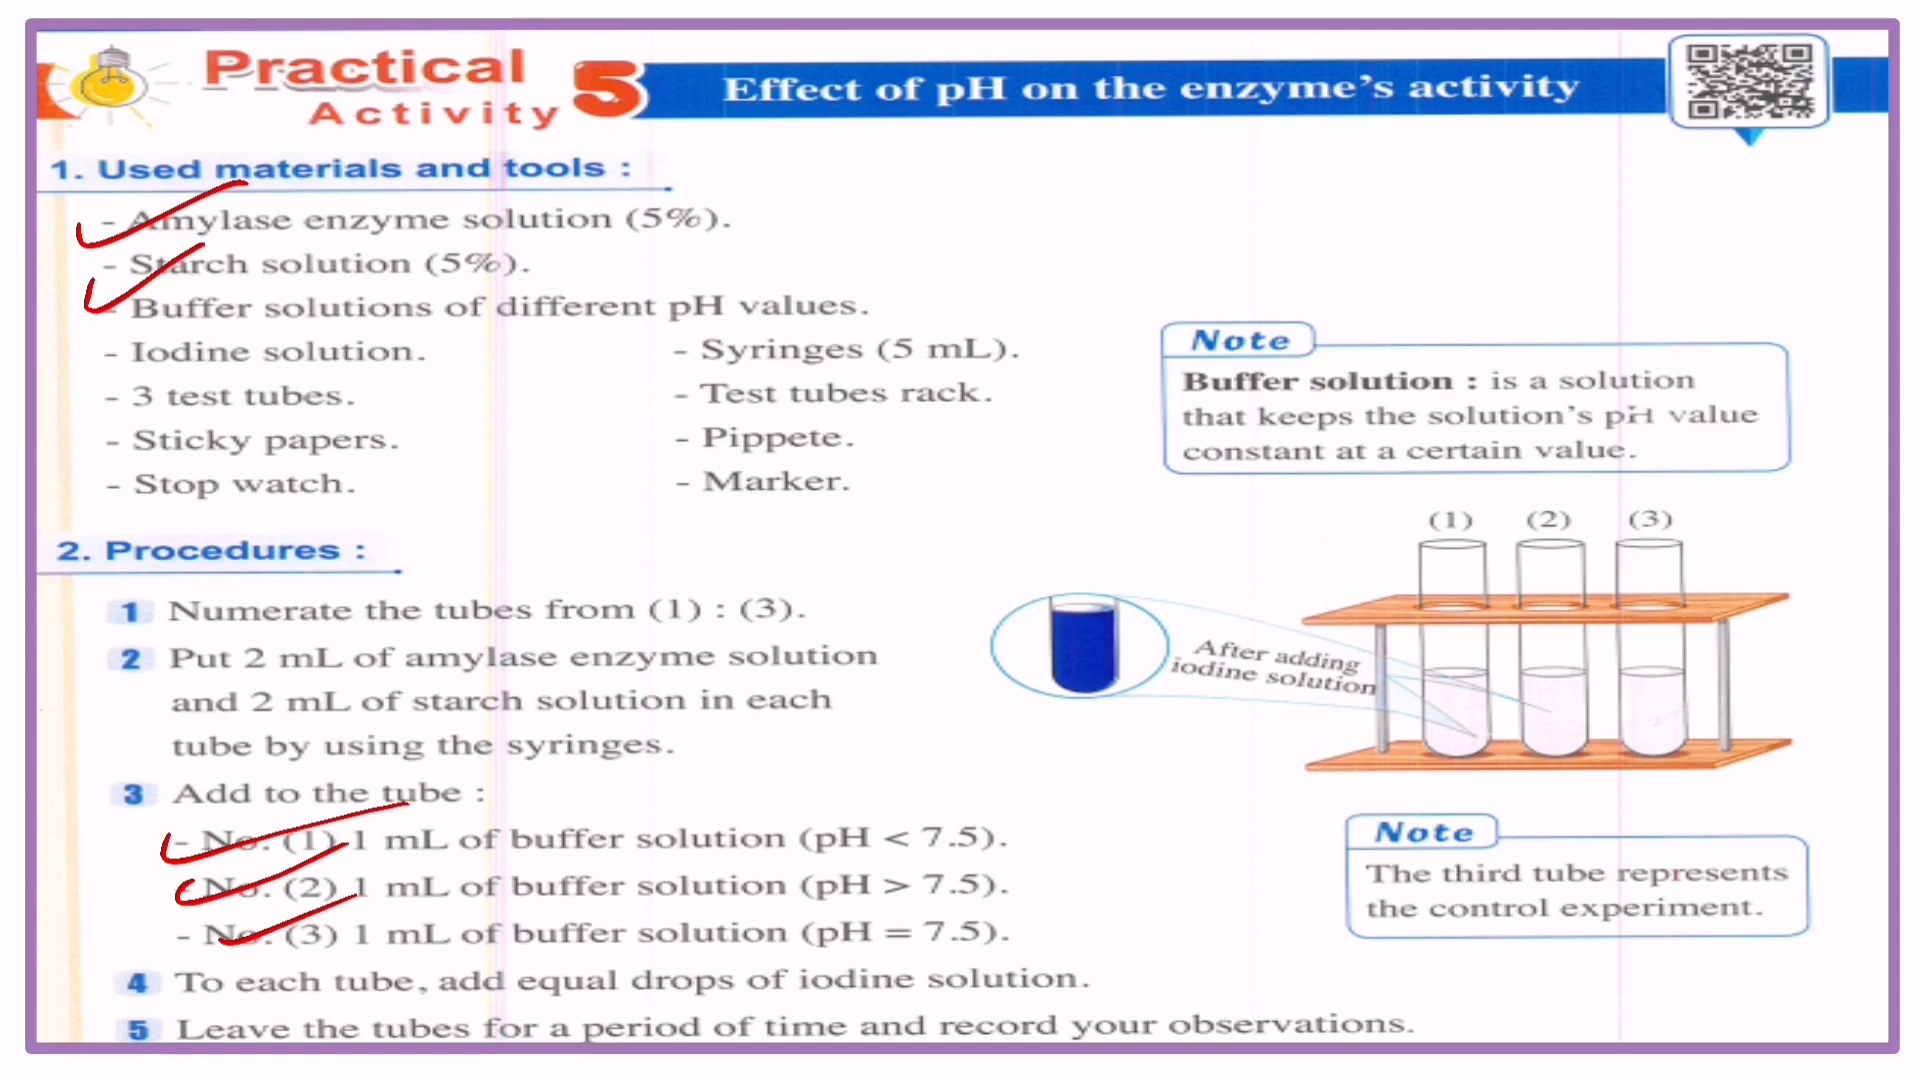 Practical
Activity 5
Effect of pH on the enzyme's activity
1. Used materials and tools :
- Amylase enzyme solution (5%).
- Starch solution (5%).
- Buffer solutions of different pH values.
- Iodine solution.
- Syringes (5 mL).
- 3 test tubes.
- Test tubes rack.
- Sticky papers.
- Pippete.
- Stop watch.
- Marker.
Note
Buffer solution : is a solution
that keeps the solution's pH value
constant at a certain value.
2. Procedures :
1 Numerate the tubes from (1) : (3).
2 Put 2 mL of amylase enzyme solution
and 2 mL of starch solution in each
tube by using the syringes.
3 Add to the tube :
- No. (1) 1 mL of buffer solution (pH < 7.5).
- No. (2) 1 mL of buffer solution (pH > 7.5).
- No. (3) 1 mL of buffer solution (pH = 7.5).
4 To each tube, add equal drops of iodine solution.
5 Leave the tubes for a period of time and record your observations.
(1) (2) (3)
After adding
iodine solution
Note
The third tube represents
the control experiment.